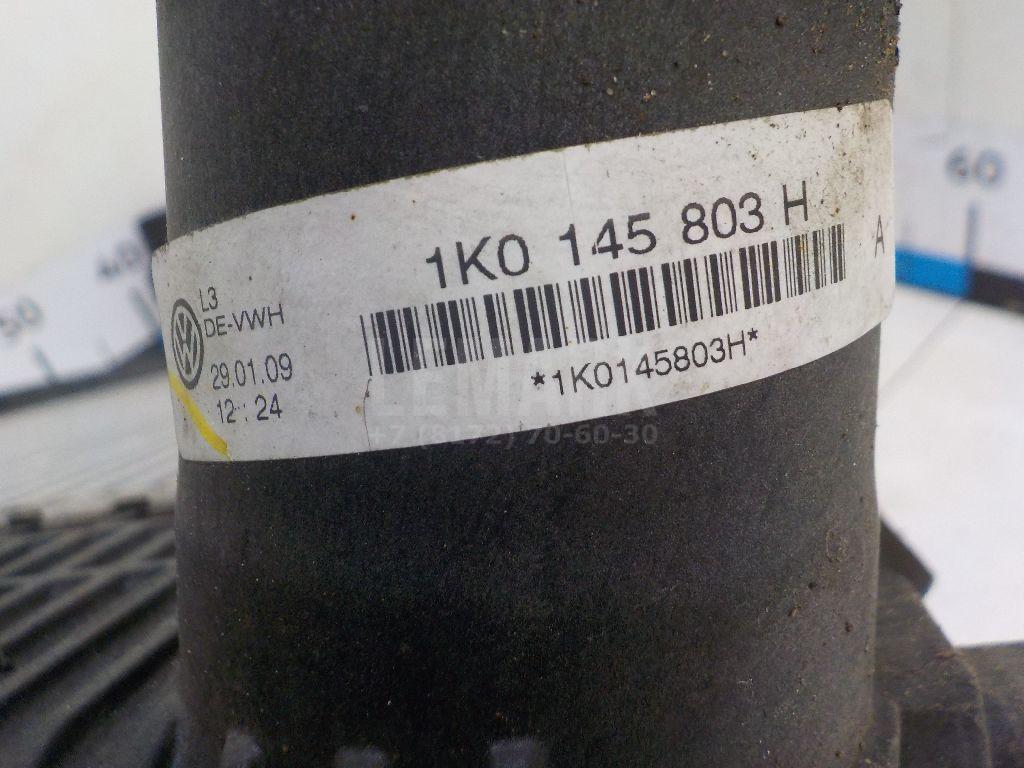 1K0 145 803 H
A
L3
DE-VWH
29.01.09
12 : 24
*1K0145803H*
LEMARK
+7 (8172) 70-60-30
50
40
60